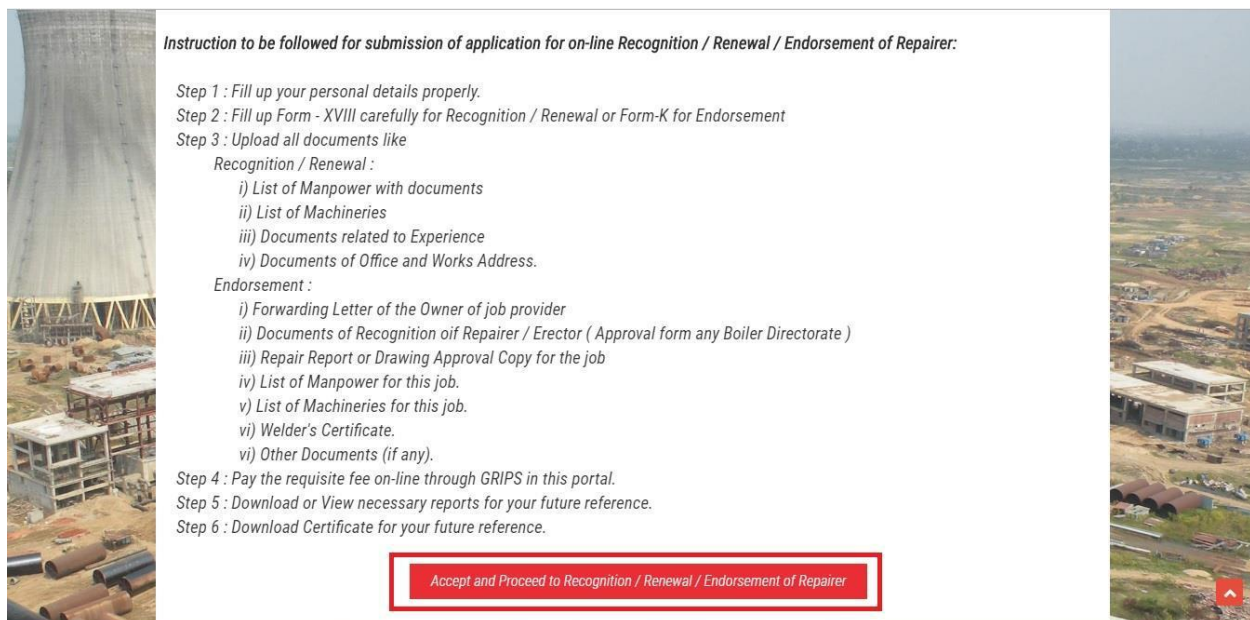 Instruction to be followed for submission of application for on-line Recognition / Renewal / Endorsement of Repairer:
Step 1 : Fill up your personal details properly.
Step 2 : Fill up Form - XVIII carefully for Recognition / Renewal or Form-K for Endorsement
Step 3 : Upload all documents like
Recognition / Renewal :
i) List of Manpower with documents
ii) List of Machineries
iii) Documents related to Experience
iv) Documents of Office and Works Address.
Endorsement :
i) Forwarding Letter of the Owner of job provider
ii) Documents of Recognition oif Repairer / Erector ( Approval form any Boiler Directorate )
iii) Repair Report or Drawing Approval Copy for the job
iv) List of Manpower for this job.
v) List of Machineries for this job.
vi) Welder's Certificate.
vi) Other Documents (if any).
Step 4 : Pay the requisite fee on-line through GRIPS in this portal.
Step 5 : Download or View necessary reports for your future reference.
Step 6 : Download Certificate for your future reference.
Accept and Proceed to Recognition / Renewal / Endorsement of Repairer